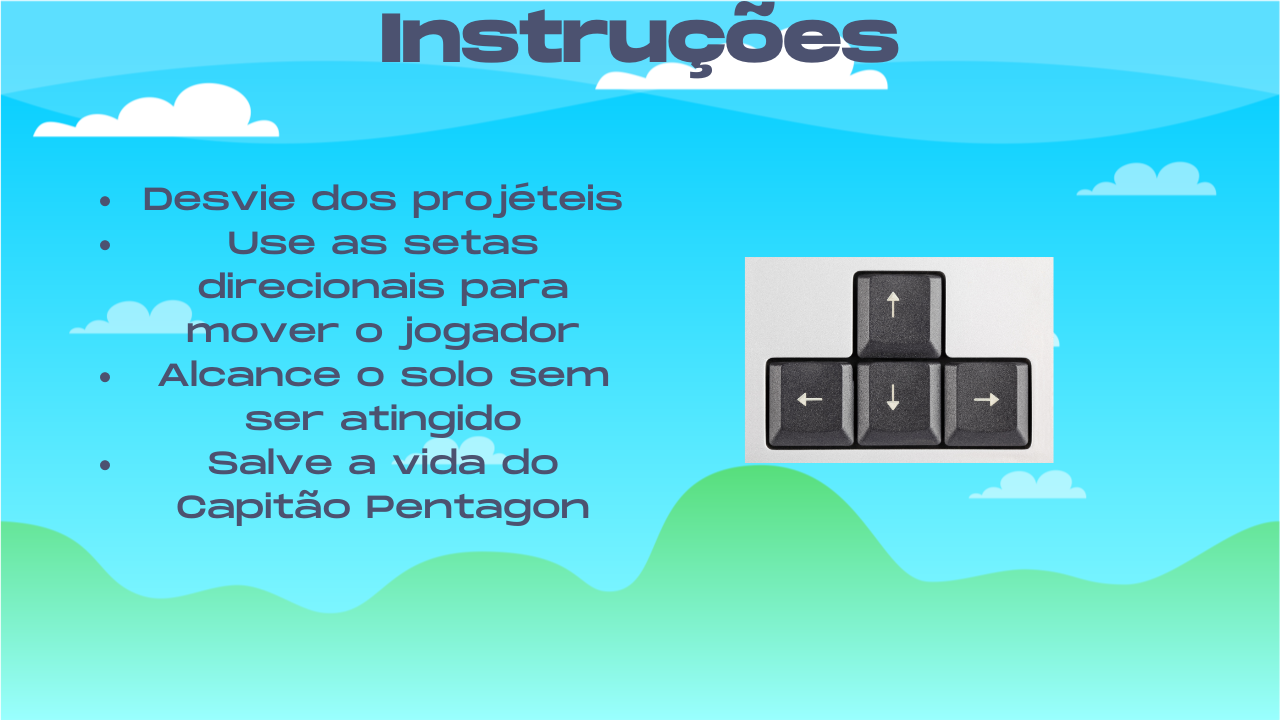 Instruções
• Desvie dos projéteis
• Use as setas
direcionais para
mover o jogador
• Alcance o solo sem
ser atingido
• Salve a vida do
Capitão Pentagon
↑
← ↓ →